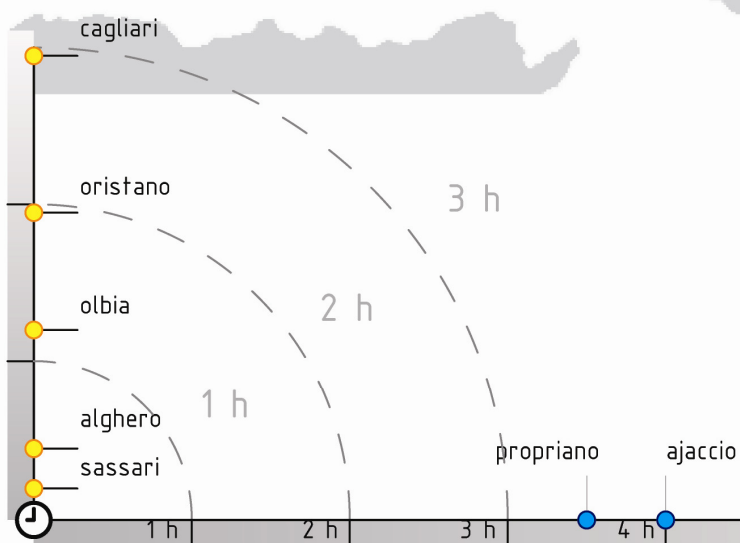 cagliari
oristano
3 h
olbia
2 h
1 h
alghero
propriano ajaccio
sassari
1 h 2 h 3 h 4 h